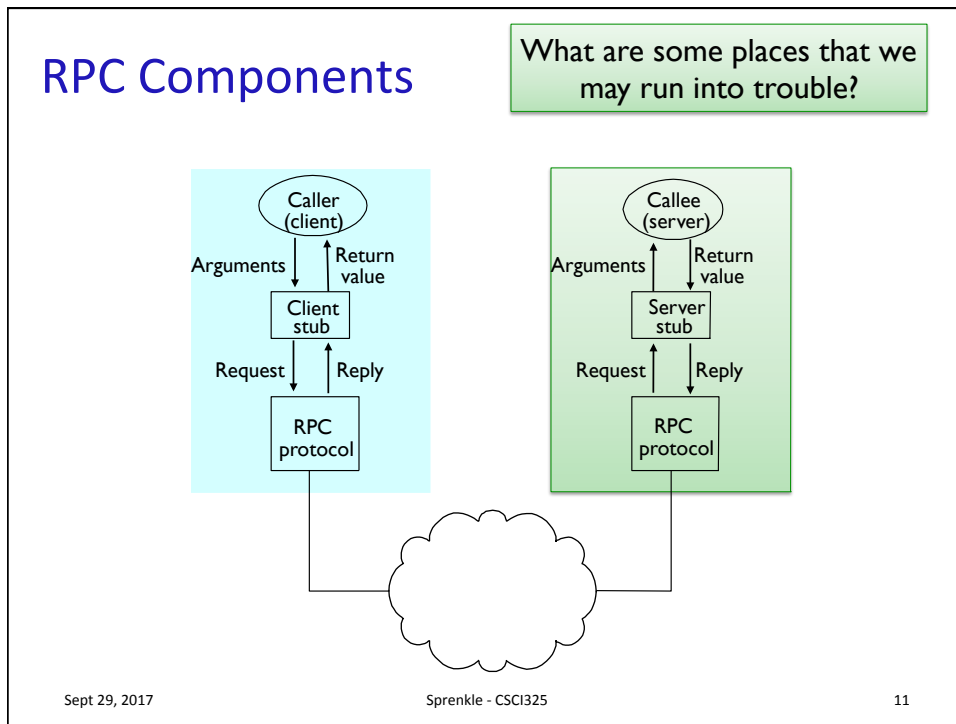 RPC Components
What are some places that we
may run into trouble?
Caller
(client)
Arguments
Return
value
Client
stub
Request
Reply
RPC
protocol
Callee
(server)
Arguments
Return
value
Server
stub
Request
Reply
RPC
protocol
Sept 29, 2017
Sprenkle - CSCI325
11